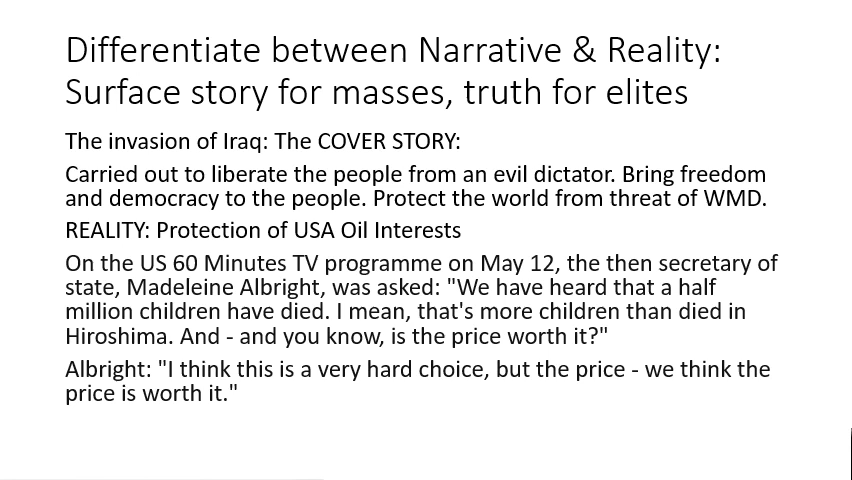 Differentiate between Narrative & Reality:
Surface story for masses, truth for elites
The invasion of Iraq: The COVER STORY:
Carried out to liberate the people from an evil dictator. Bring freedom
and democracy to the people. Protect the world from threat of WMD.
REALITY: Protection of USA Oil Interests
On the US 60 Minutes TV programme on May 12, the then secretary of
state, Madeleine Albright, was asked: "We have heard that a half
million children have died. I mean, that's more children than died in
Hiroshima. And - and you know, is the price worth it?"
Albright: "I think this is a very hard choice, but the price - we think the
price is worth it."